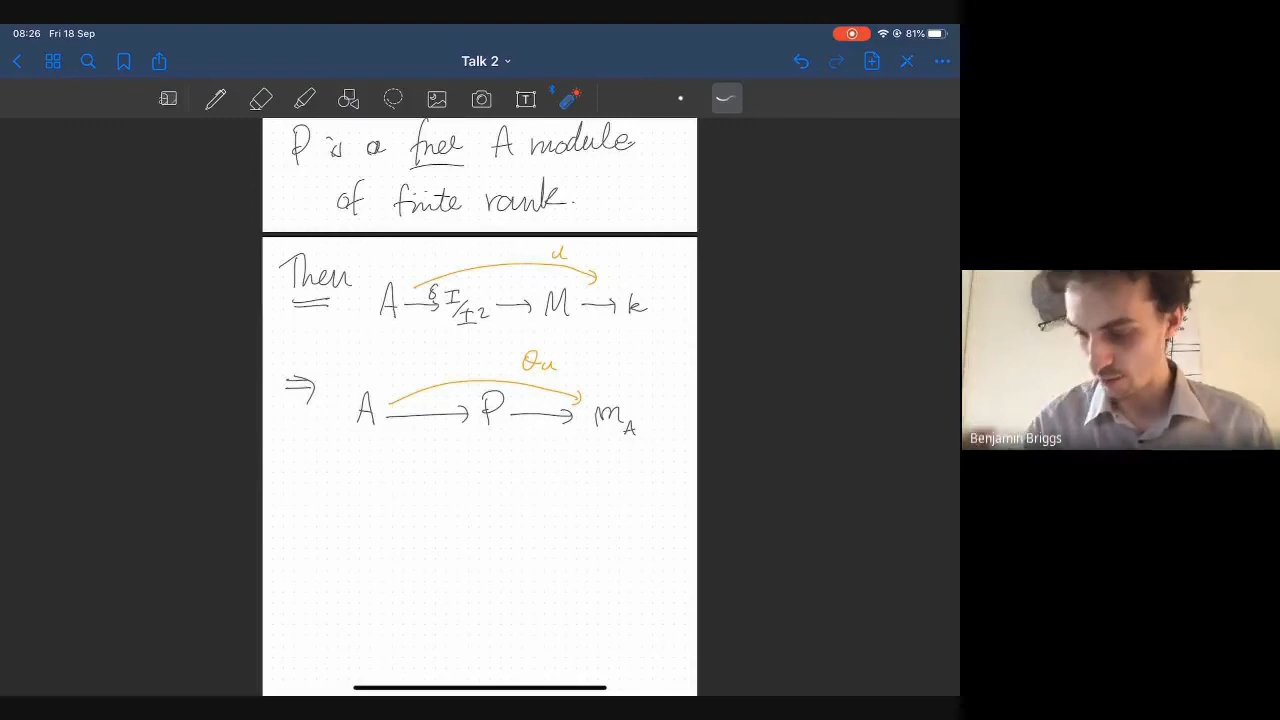 08:26 Fri 18 Sep
81%
Talk 2
T
P is a free A module
of finite rank.
Then
A → I/I² → M → k
⇒
θα
A → P → m_A
Benjamin Briggs